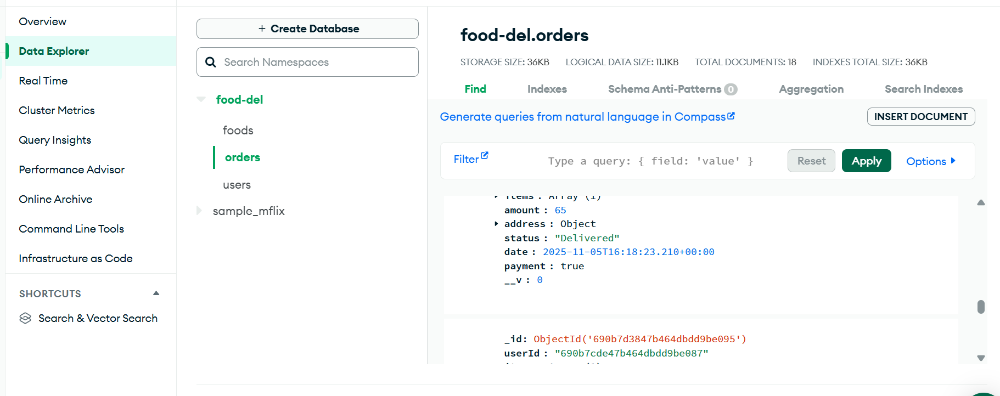 Overview
Data Explorer
Real Time
Cluster Metrics
Query Insights
Performance Advisor
Online Archive
Command Line Tools
Infrastructure as Code
SHORTCUTS
Search & Vector Search
+ Create Database
Search Namespaces
food-del
foods
orders
users
sample_mflix
food-del.orders
STORAGE SIZE: 36KB LOGICAL DATA SIZE: 11.1KB TOTAL DOCUMENTS: 18 INDEXES TOTAL SIZE: 36KB
Find Indexes Schema Anti-Patterns 0 Aggregation Search Indexes
Generate queries from natural language in Compass
INSERT DOCUMENT
Filter Type a query: { field: 'value' } Reset Apply Options
items : Array (1)
amount : 65
address : Object
status : "Delivered"
date : 2025-11-05T16:18:23.210+00:00
payment : true
__v : 0
_id: ObjectId('690b7d3847b464dbdd9be095')
userId : "690b7cde47b464dbdd9be087"